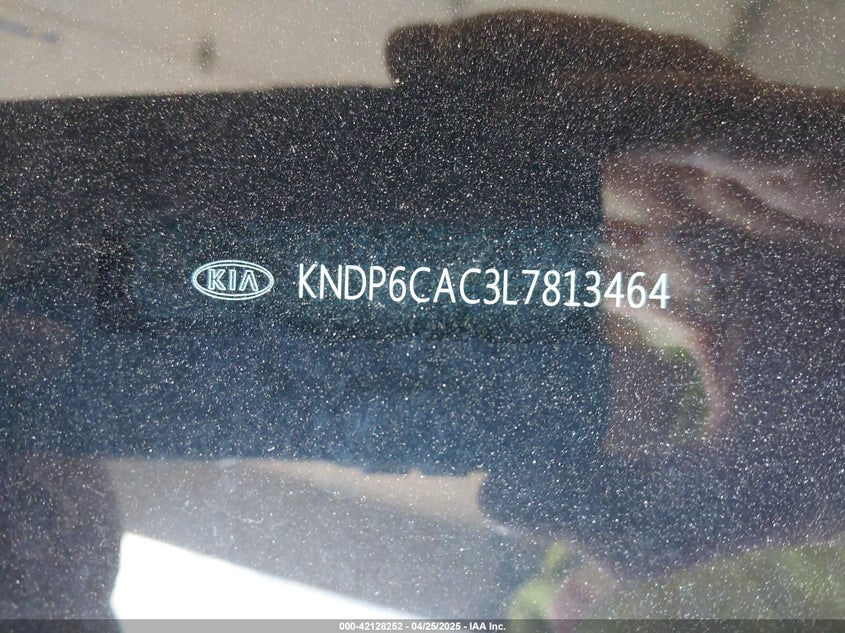 KIA KNDP6CAC3L7813464
000-42128252 - 04/25/2025 - IAA Inc.